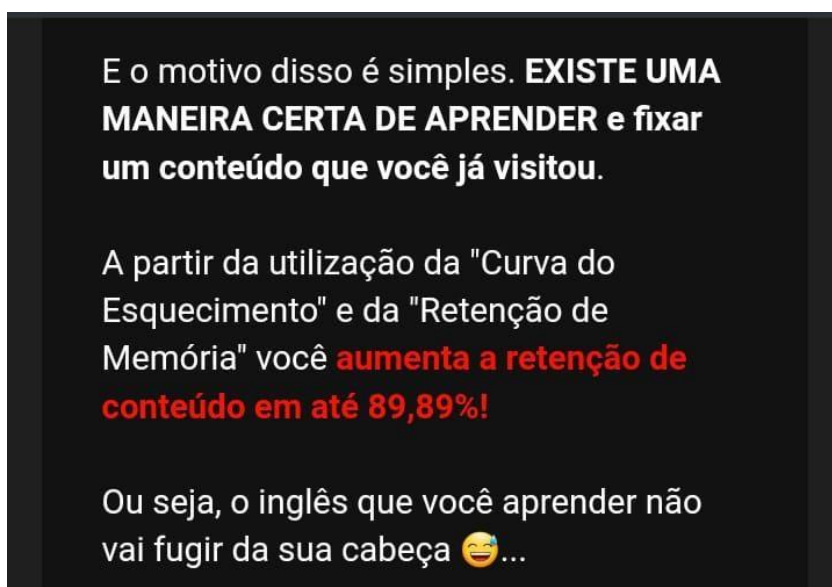 E o motivo disso é simples. EXISTE UMA
MANEIRA CERTA DE APRENDER e fixar
um conteúdo que você já visitou.
A partir da utilização da "Curva do
Esquecimento" e da "Retenção de
Memória" você aumenta a retenção de
conteúdo em até 89,89%!
Ou seja, o inglês que você aprender não
vai fugir da sua cabeça 😅...